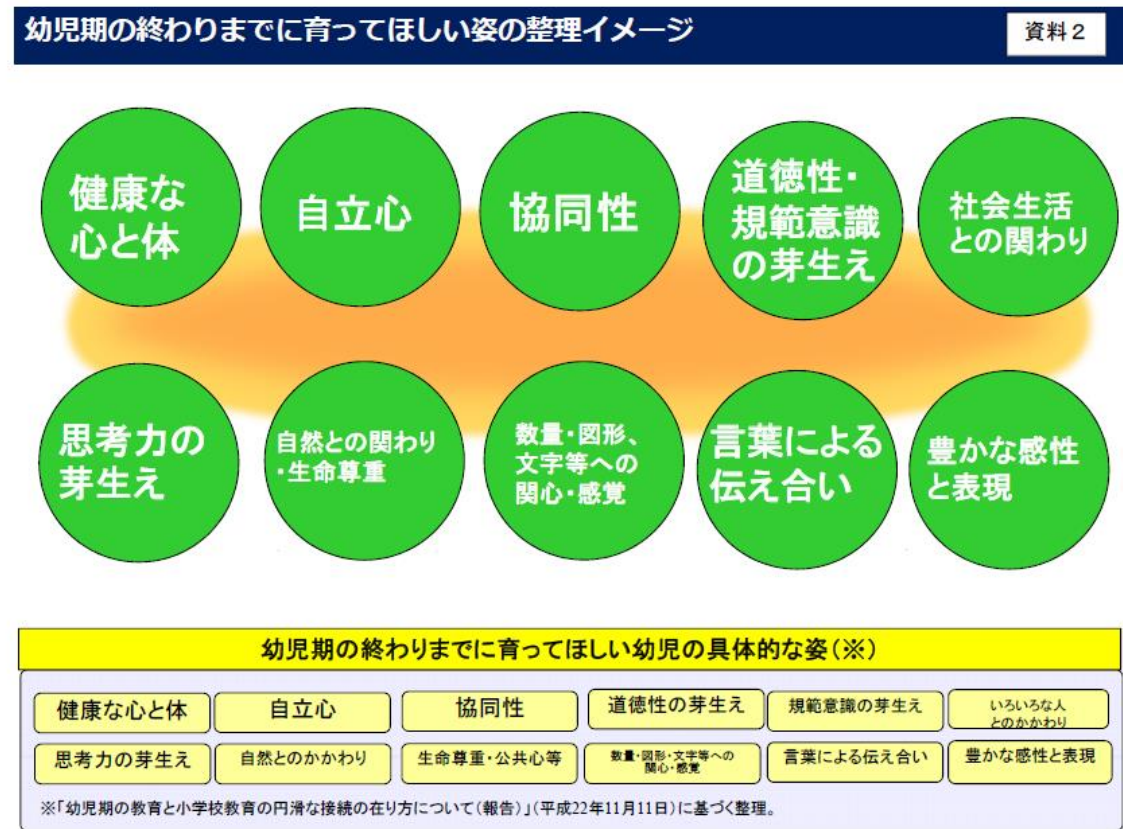 幼児期の終わりまでに育ってほしい姿の整理イメージ
資料2
健康な
心と体
自立心
協同性
道徳性・
規範意識
の芽生え
社会生活
との関わり
思考力の
芽生え
自然との関わり
・生命尊重
数量・図形、
文字等への
関心・感覚
言葉による
伝え合い
豊かな感性
と表現
幼児期の終わりまでに育ってほしい幼児の具体的な姿(※)
健康な心と体
自立心
協同性
道徳性の芽生え
規範意識の芽生え
いろいろな人
とのかかわり
思考力の芽生え
自然とのかかわり
生命尊重・公共心等
数量・図形・文字等への
関心・感覚
言葉による伝え合い
豊かな感性と表現
※「幼児期の教育と小学校教育の円滑な接続の在り方について(報告)」(平成22年11月11日)に基づく整理。